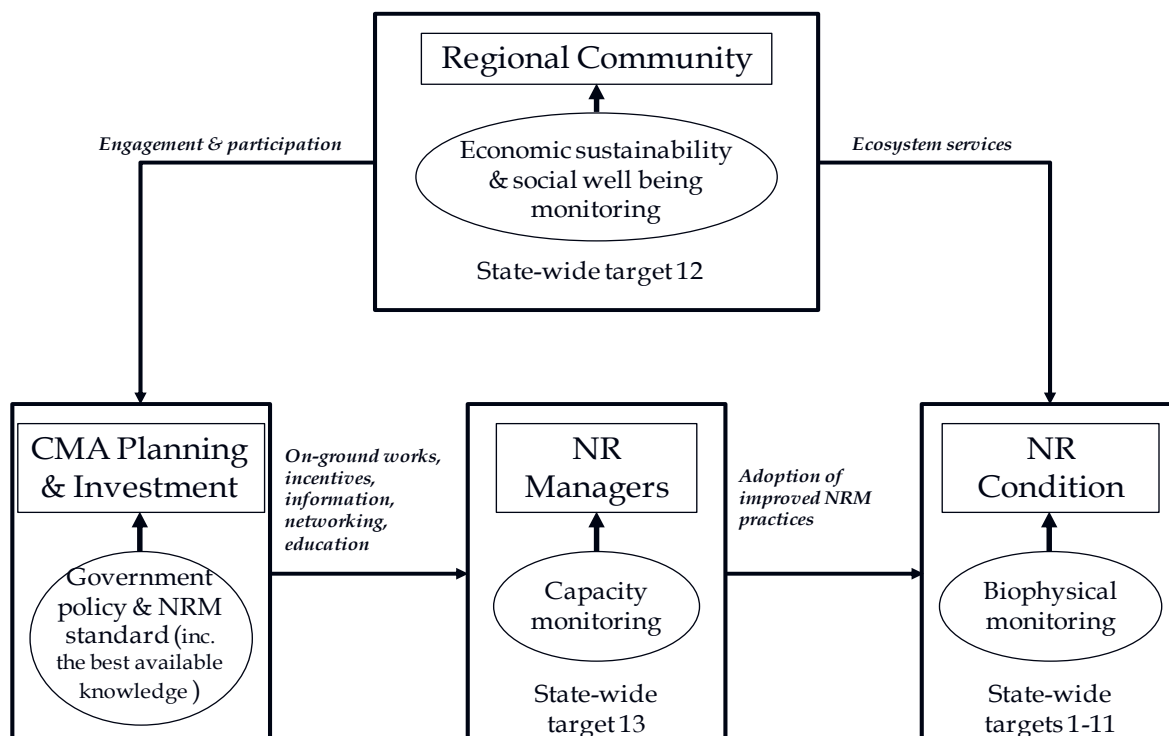 Regional Community
Engagement & participation
Economic sustainability
& social well being
monitoring
Ecosystem services
State-wide target 12
CMA Planning
& Investment
On-ground works,
incentives,
information,
networking,
education
NR
Managers
Adoption of
improved NRM
practices
NR
Condition
Government
policy & NRM
standard (inc.
the best available
knowledge )
Capacity
monitoring
Biophysical
monitoring
State-wide
target 13
State-wide
targets 1-11